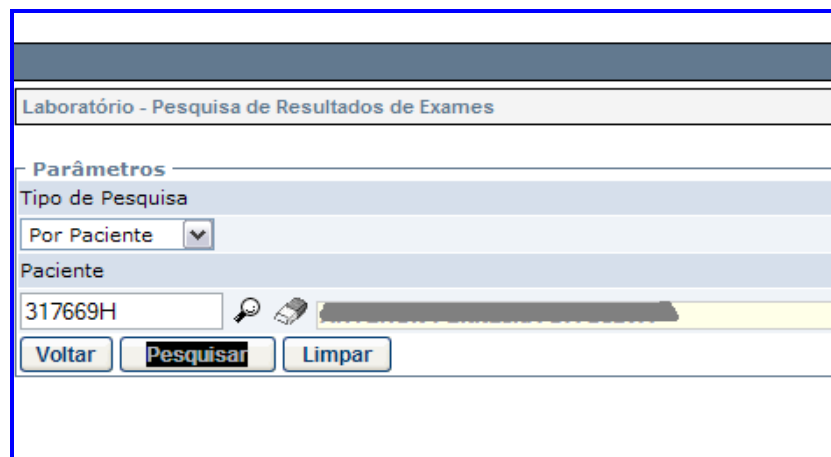 Laboratório - Pesquisa de Resultados de Exames
Parâmetros
Tipo de Pesquisa
Por Paciente
Paciente
317669H
Voltar Pesquisar Limpar